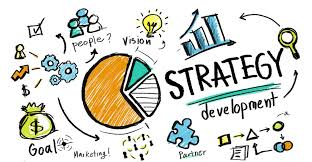 people?
Vision
STRATEGY
development
Goal
Marketing!
Partner